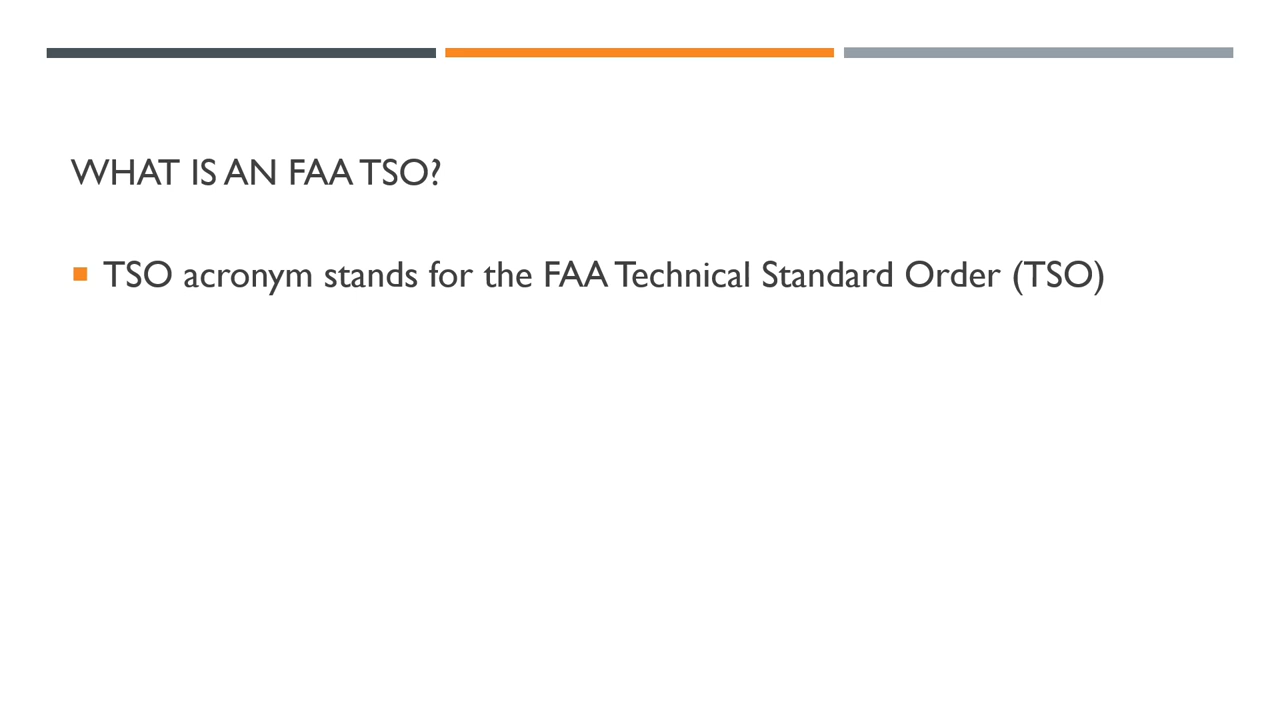 WHAT IS AN FAA TSO?
TSO acronym stands for the FAA Technical Standard Order (TSO)